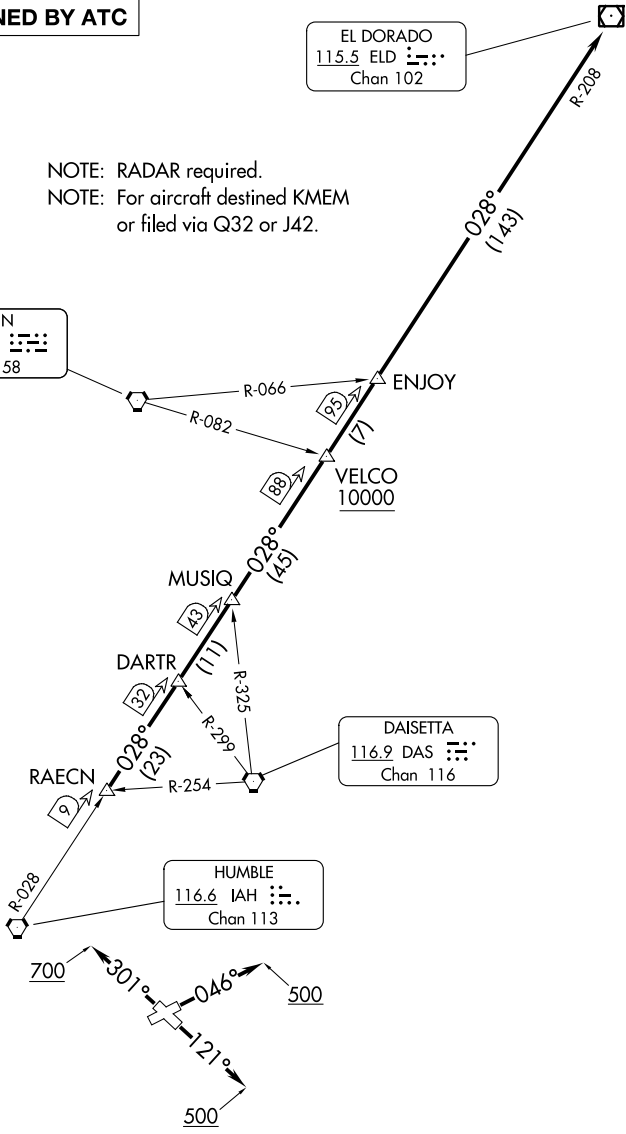 NED BY ATC
EL DORADO
115.5 ELD
Chan 102
R-208
NOTE: RADAR required.
NOTE: For aircraft destined KMEM
or filed via Q32 or J42.
028°
(143)
N
58
R-066
ENJOY
95
R-082
(7)
VELCO
10000
88
028°
(45)
MUSIQ
43
(11)
DARTR
R-325
32
R-299
DAISETTA
116.9 DAS
Chan 116
028°
(23)
RAECN
R-254
9
R-028
HUMBLE
116.6 IAH
Chan 113
700
301°
046°
500
121°
500